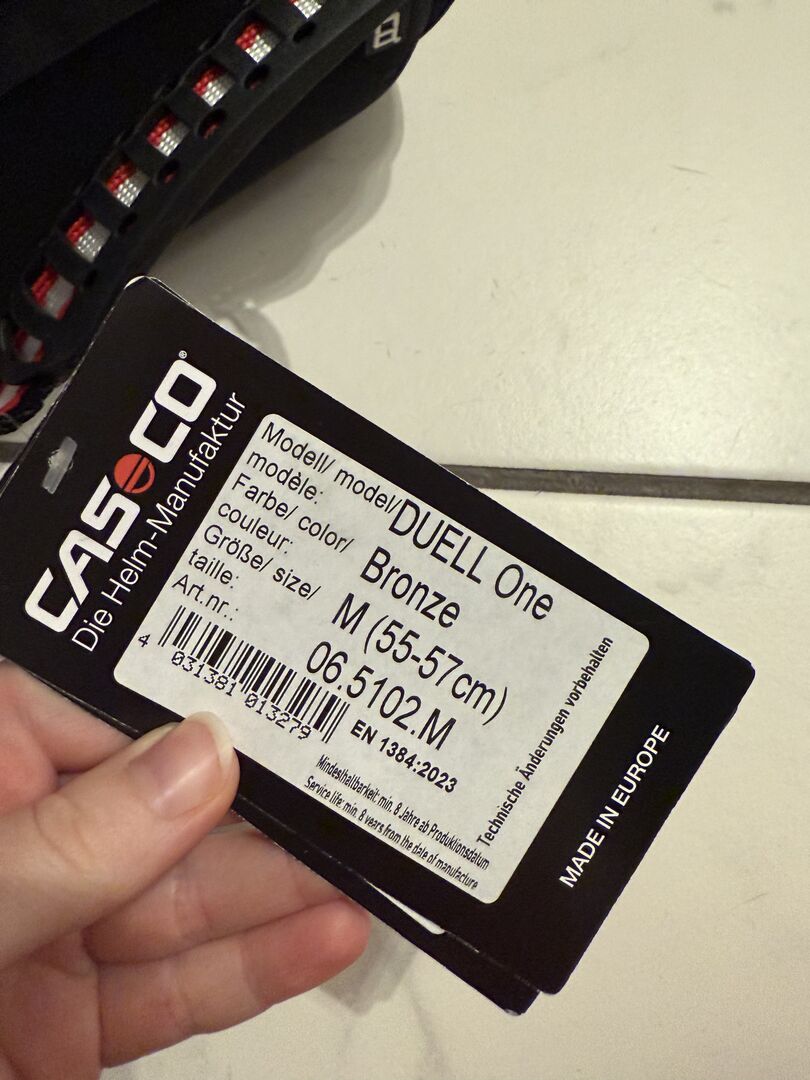 CASCO®
Die Helm-Manufaktur
Modell/ model/
modèle: DUELL One
Farbe/ color/
couleur: Bronze
Größe/ size/
taille: M (55-57cm)
Art.nr.: 06.5102.M
4 031381 013279
EN 1384:2023
Mindesthaltbarkeit: min. 8 Jahre ab Produktionsdatum
Service life: min. 8 years from the date of manufacture
Technische Änderungen vorbehalten
MADE IN EUROPE